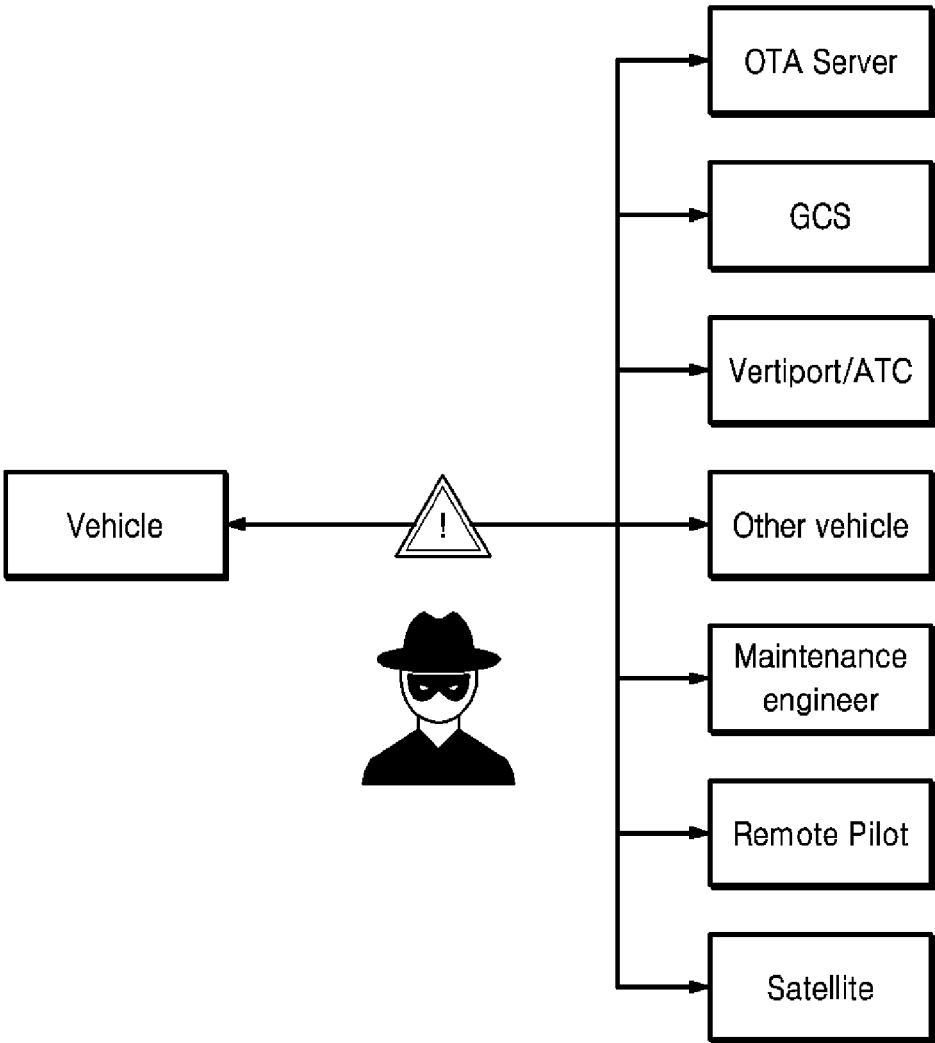 OTA Server
GCS
Vertiport/ATC
Vehicle
!
Other vehicle
Maintenance
engineer
Remote Pilot
Satellite